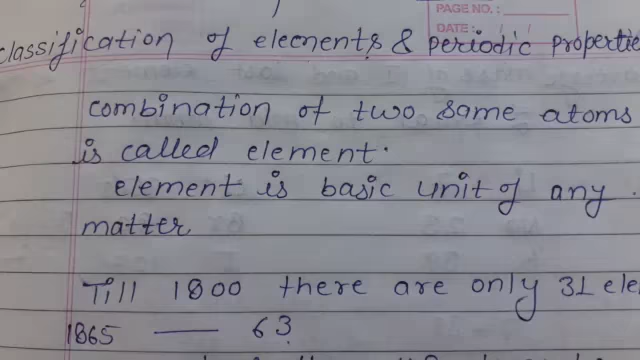 PAGE NO.:
DATE: / /
classification of elecnents & periodic propertie
combination of two same atoms
is called element.
element is basic unit of any
matter
Till 1800 there are only 31 ele
1865 — 63